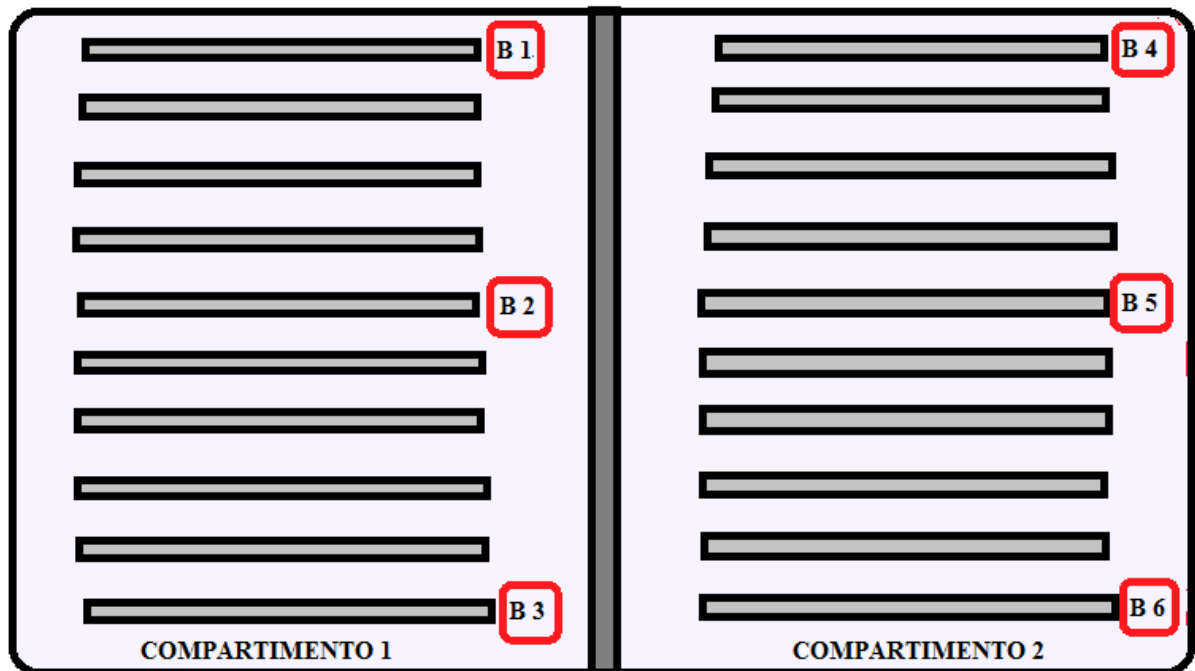 B 1
B 4
B 2
B 5
B 3
B 6
COMPARTIMENTO 1
COMPARTIMENTO 2